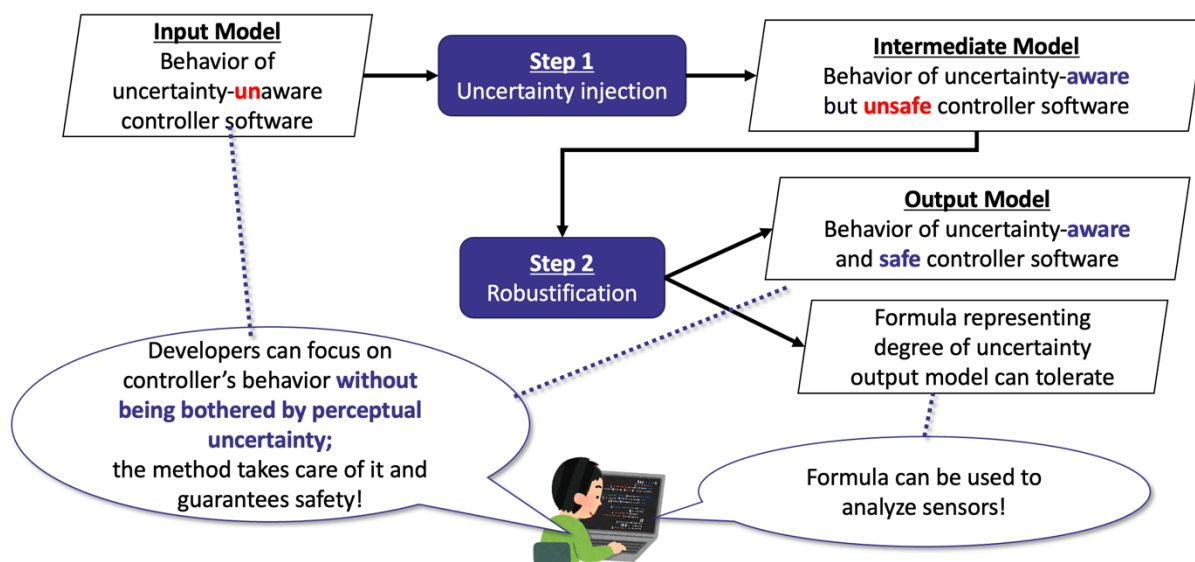 Input Model
Behavior of
uncertainty-unaware
controller software
Step 1
Uncertainty injection
Intermediate Model
Behavior of uncertainty-aware
but unsafe controller software
Step 2
Robustification
Output Model
Behavior of uncertainty-aware
and safe controller software
Formula representing
degree of uncertainty
output model can tolerate
Developers can focus on
controller’s behavior without
being bothered by perceptual
uncertainty;
the method takes care of it and
guarantees safety!
Formula can be used to
analyze sensors!